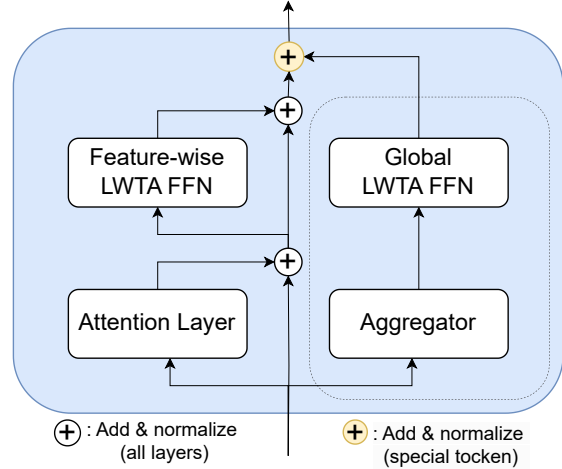 Feature-wise
LWTA FFN
Global
LWTA FFN
Attention Layer
Aggregator
: Add & normalize
(all layers)
: Add & normalize
(special tocken)